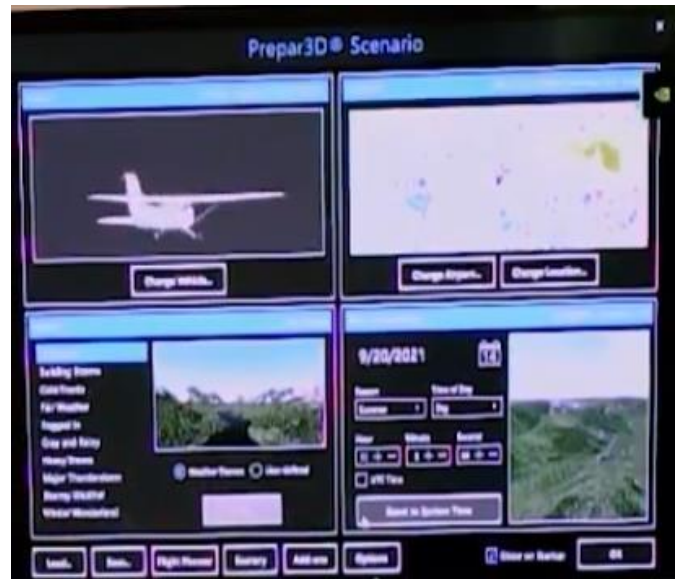 Prepar3D® Scenario
Change Vehicle...
Change Airport... Change Location...
9/20/2021
Building Storms
Cold Fronts
Fair Weather
Fogged In
Gray and Rainy
Heavy Storms
Major Thunderstorm
Stormy
Winter Wonderland
Weather Themes User-defined
Season Time of Day
Summer Day
Hour Minute Second
UTC Time
Reset to System Time
Load... Save... Flight Planner Scenery Add-ons Options Show on Startup OK